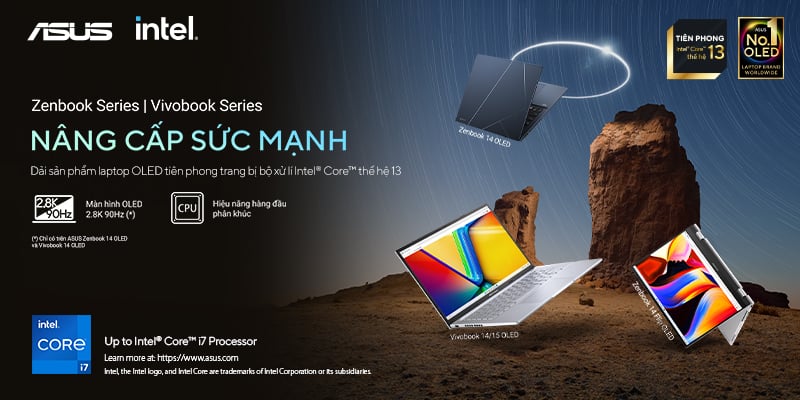 ASUS intel.
TIÊN PHONG
Intel® Core™
thế hệ 13
ASUS
No.1
OLED
LAPTOP BRAND
WORLDWIDE
Zenbook Series | Vivobook Series
NÂNG CẤP SỨC MẠNH
Dải sản phẩm laptop OLED tiên phong trang bị bộ xử lí Intel® Core™ thế hệ 13
2.8K
90Hz
Màn hình OLED
2.8K 90Hz (*)
CPU
Hiệu năng hàng đầu
phân khúc
(*) Chỉ có trên ASUS Zenbook 14 OLED
và Vivobook 14 OLED
Zenbook 14 OLED
Vivobook 14/15 OLED
Zenbook 14 Flip OLED
intel
CORE
i7
Up to Intel® Core™ i7 Processor
Learn more at: https://www.asus.com
Intel, the Intel logo, and Intel Core are trademarks of Intel Corporation or its subsidiaries.